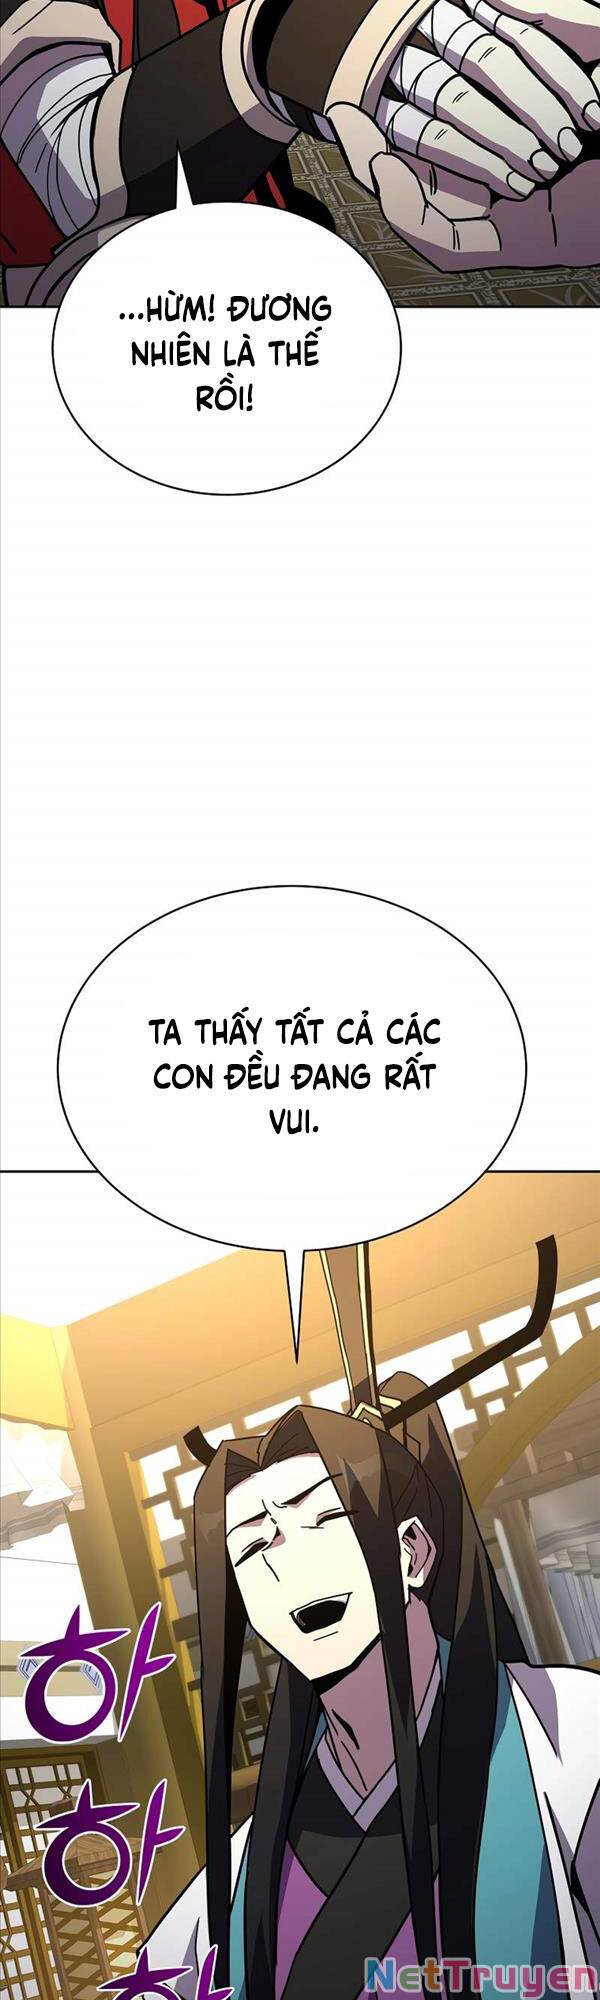 ...HỪM! ĐƯƠNG
NHIÊN LÀ THẾ
RỒI!
TA THẤY TẤT CẢ CÁC
CON ĐỀU ĐANG RẤT
VUI.
하
하
NetTruyen